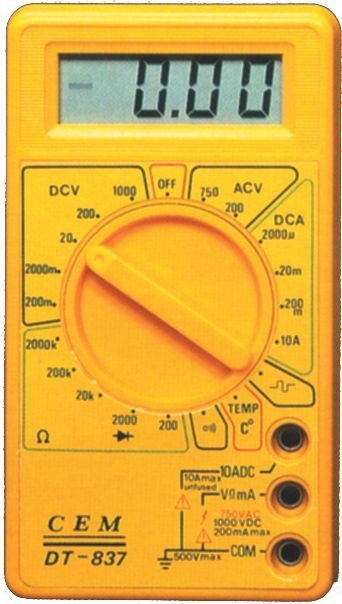 - 0.00
DCV 1000 OFF 750 ACV
200 200 DCA
20 2000µ
2000m 20m
200m 200m
2000k 10A
200k
20k TEMP
2000 200 C°
Ω
10ADC
10Amax
unfused
VΩmA
750VAC
1000VDC
200mAmax
CEM
DT-837
500Vmax COM